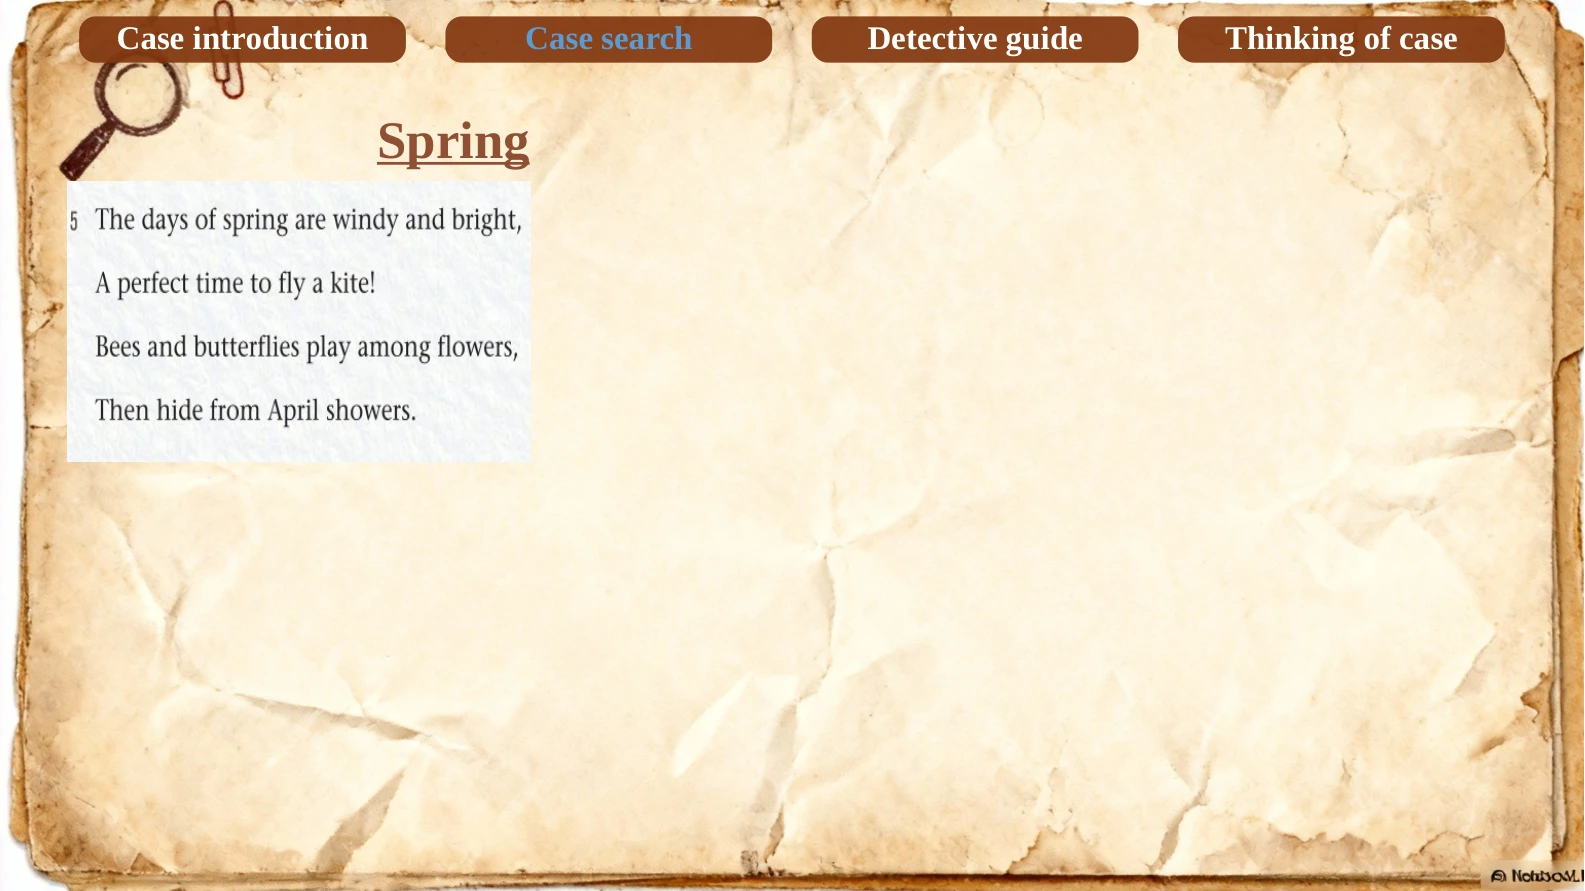 Case introduction
Case search
Detective guide
Thinking of case
Spring
5 The days of spring are windy and bright,
A perfect time to fly a kite!
Bees and butterflies play among flowers,
Then hide from April showers.